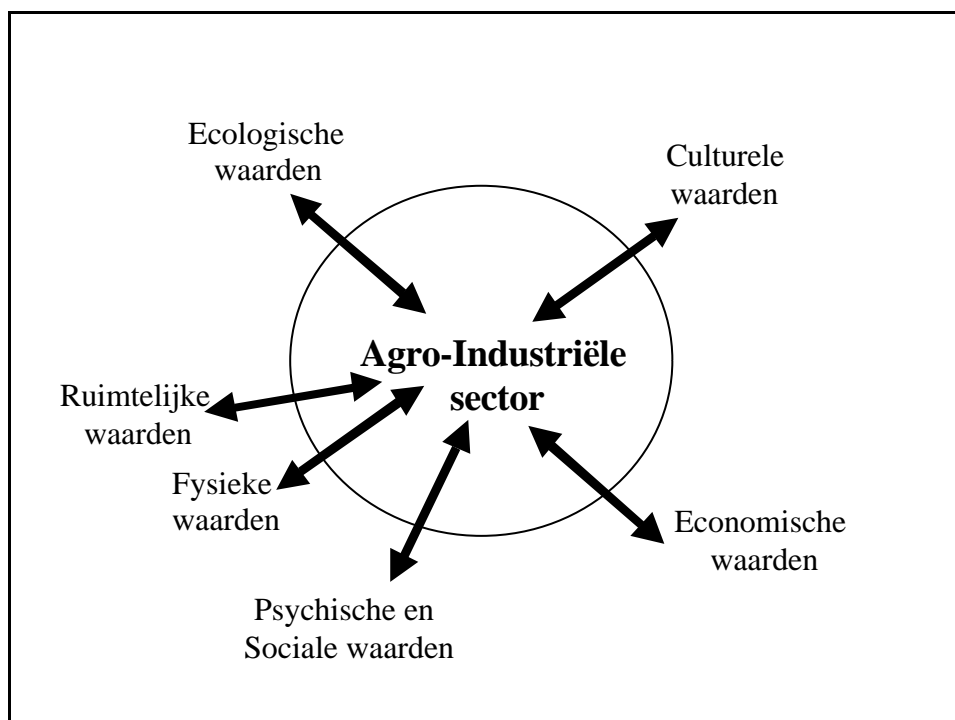 Ecologische
waarden
Culturele
waarden
Agro-Industriële
sector
Ruimtelijke
waarden
Fysieke
waarden
Economische
waarden
Psychische en
Sociale waarden